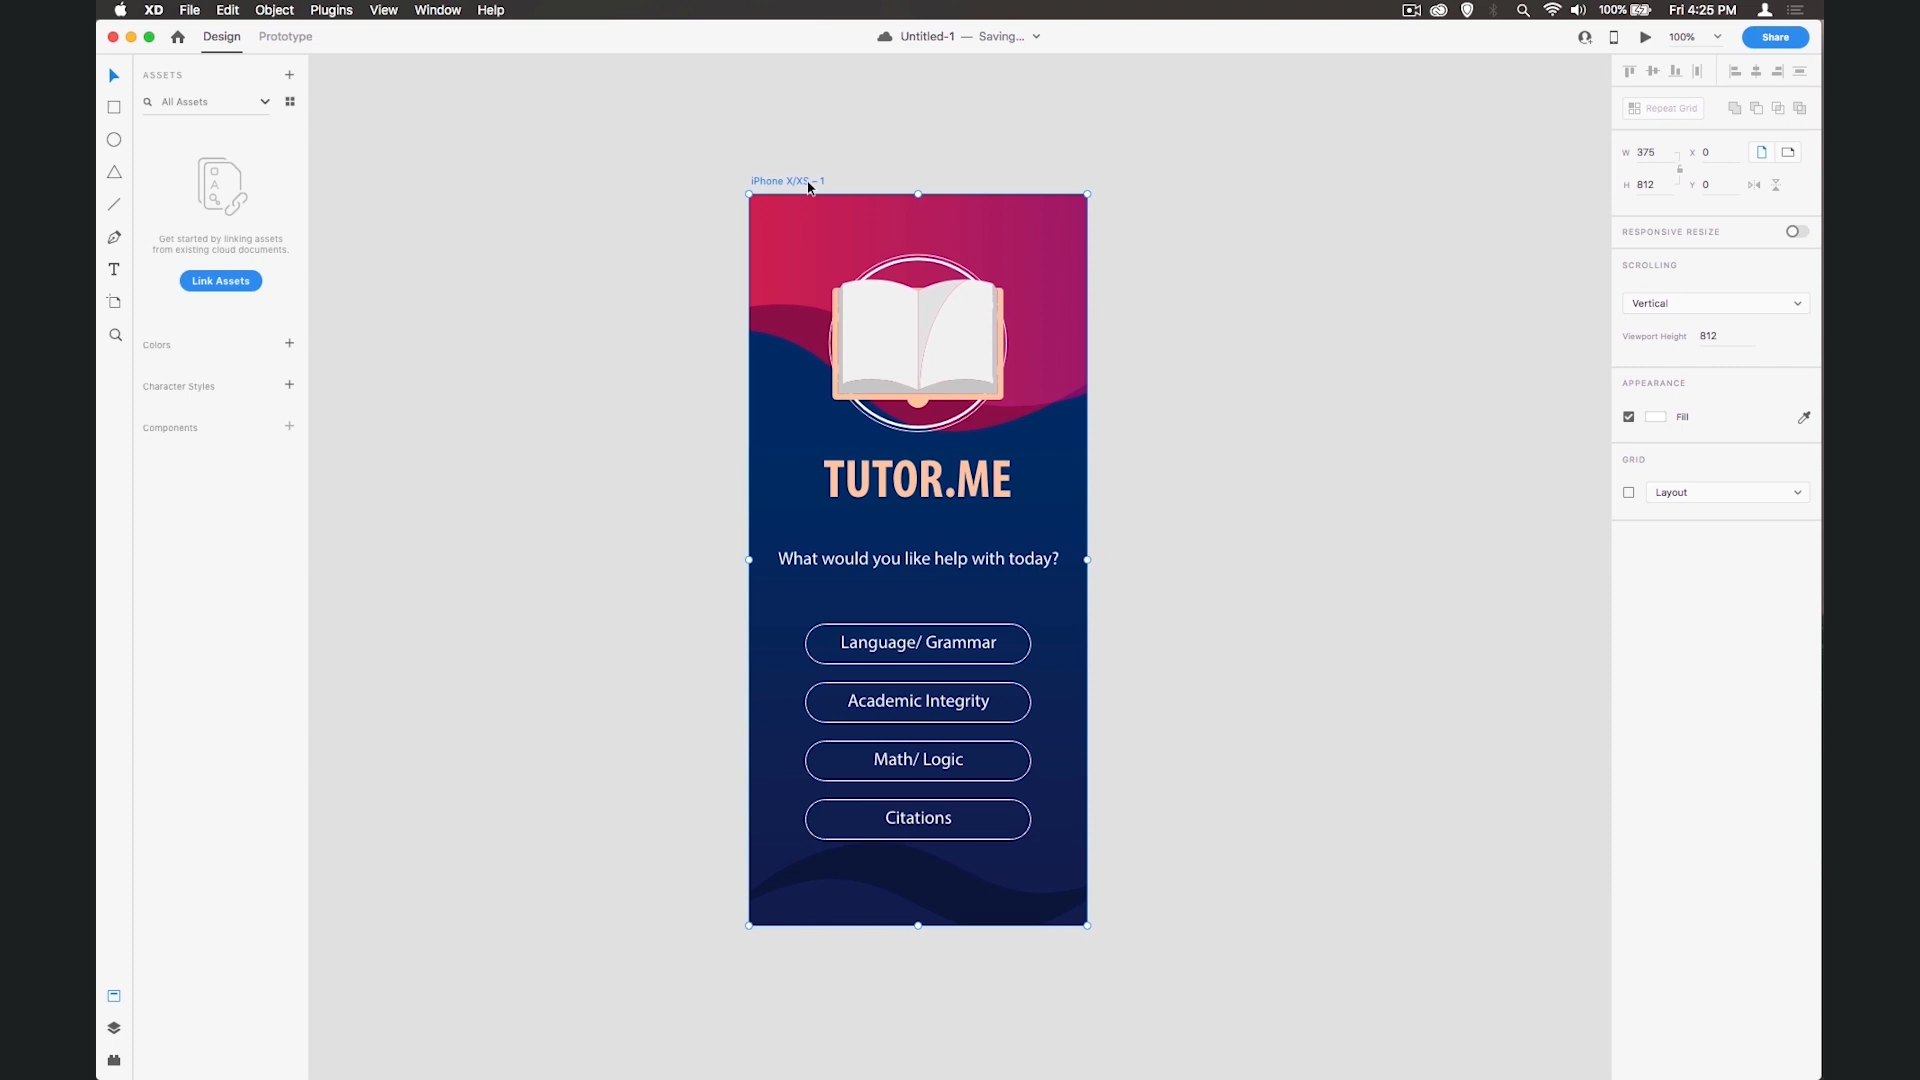 XD File Edit Object Plugins View Window Help 100% Fri 4:25 PM
Design Prototype Untitled-1 — Saving... 100% Share
ASSETS
All Assets
Get started by linking assets
from existing cloud documents.
Link Assets
Colors
Character Styles
Components
iPhone X/XS – 1
TUTOR.ME
What would you like help with today?
Language/ Grammar
Academic Integrity
Math/ Logic
Citations
Repeat Grid
W 375 X 0
H 812 Y 0
RESPONSIVE RESIZE
SCROLLING
Vertical
Viewport Height 812
APPEARANCE
Fill
GRID
Layout